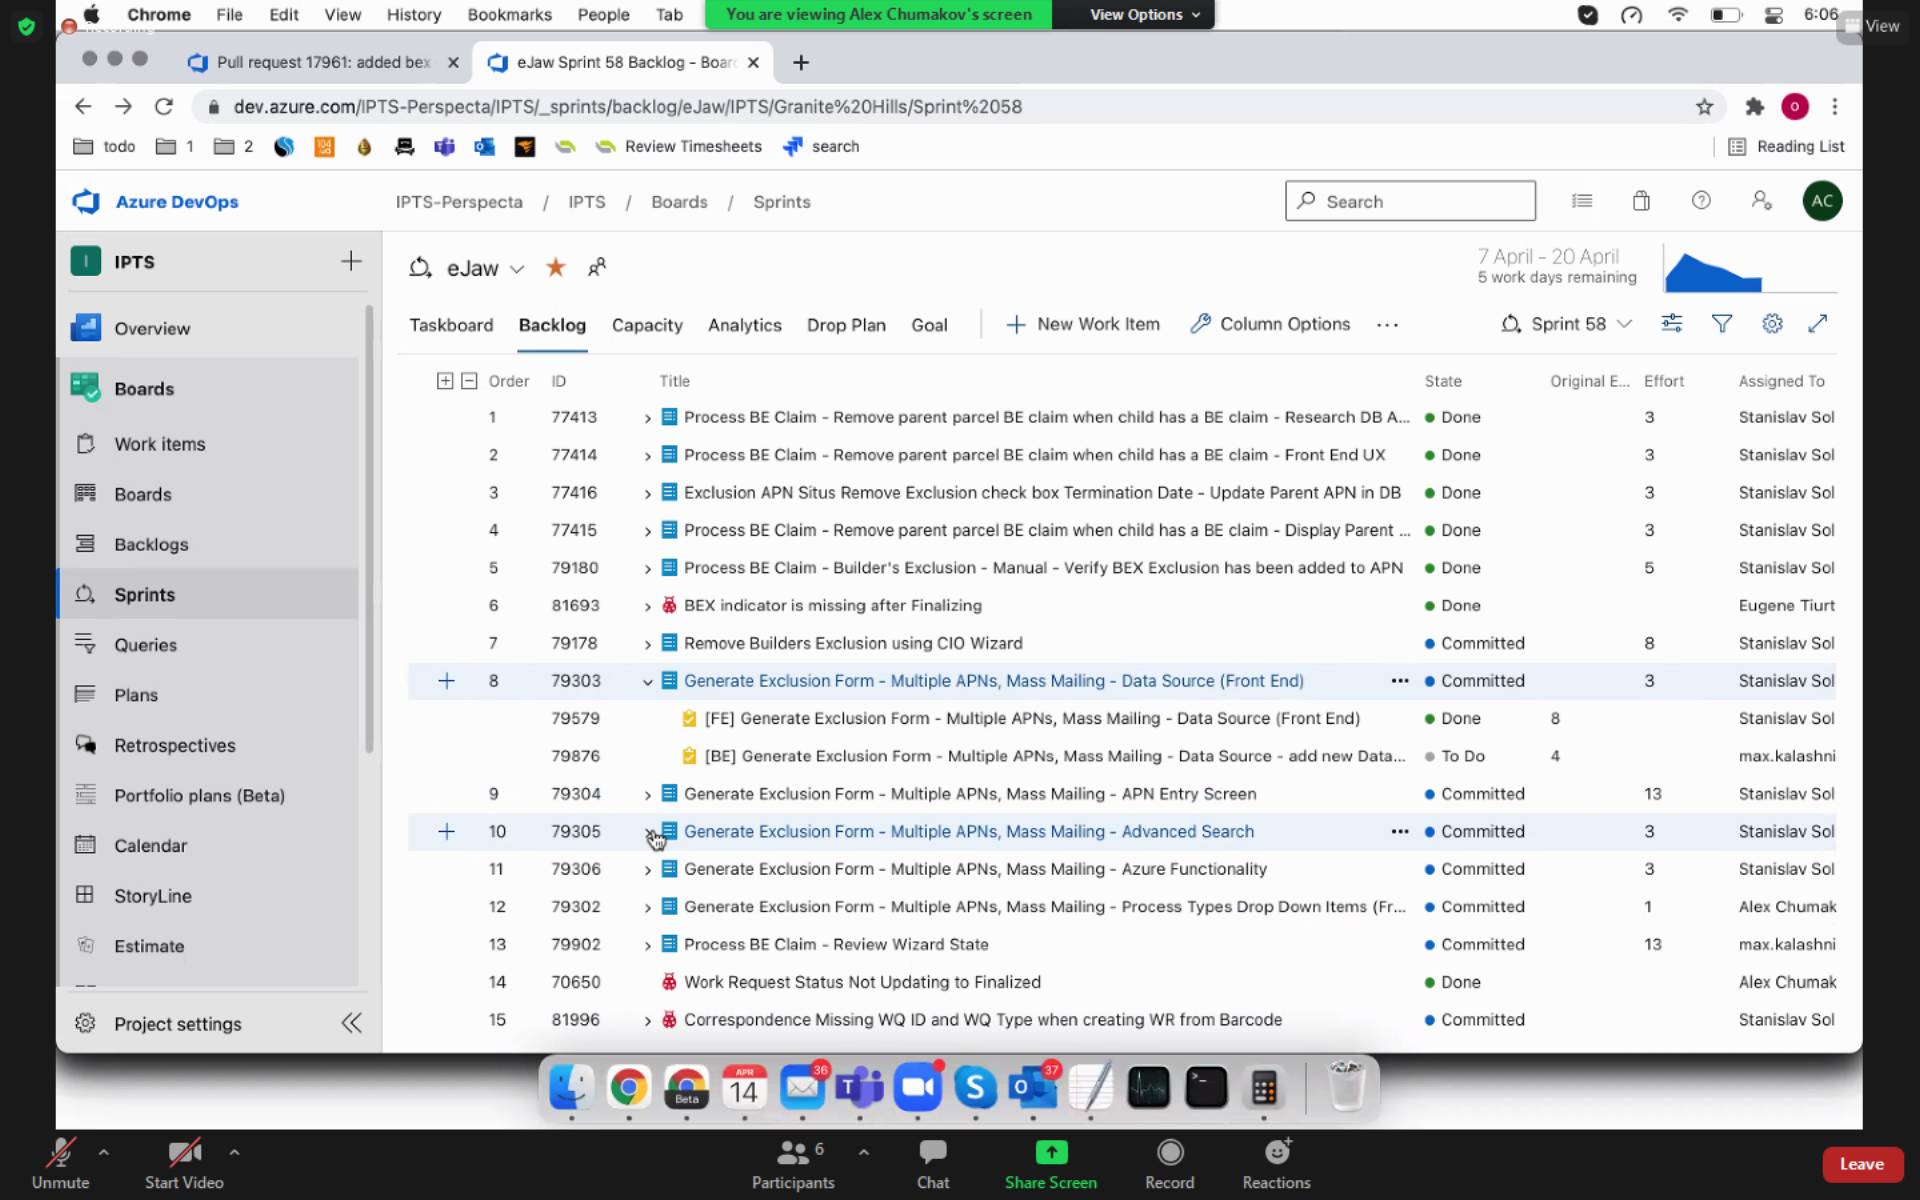 Chrome File Edit View History Bookmarks People Tab
You are viewing Alex Chumakov's screen
View Options
6:06
View
Pull request 17961: added bex
eJaw Sprint 58 Backlog - Boar
dev.azure.com/IPTS-Perspecta/IPTS/_sprints/backlog/eJaw/IPTS/Granite%20Hills/Sprint%2058
O
todo 1 2 Review Timesheets search Reading List
Azure DevOps
IPTS-Perspecta / IPTS / Boards / Sprints
Search
AC
I IPTS
Overview
Boards
Work items
Boards
Backlogs
Sprints
Queries
Plans
Retrospectives
Portfolio plans (Beta)
Calendar
StoryLine
Estimate
Project settings
eJaw
7 April - 20 April
5 work days remaining
Taskboard Backlog Capacity Analytics Drop Plan Goal New Work Item Column Options Sprint 58
Order ID Title State Original E... Effort Assigned To
1 77413 Process BE Claim - Remove parent parcel BE claim when child has a BE claim - Research DB A... Done 3 Stanislav Sol
2 77414 Process BE Claim - Remove parent parcel BE claim when child has a BE claim - Front End UX Done 3 Stanislav Sol
3 77416 Exclusion APN Situs Remove Exclusion check box Termination Date - Update Parent APN in DB Done 3 Stanislav Sol
4 77415 Process BE Claim - Remove parent parcel BE claim when child has a BE claim - Display Parent ... Done 3 Stanislav Sol
5 79180 Process BE Claim - Builder's Exclusion - Manual - Verify BEX Exclusion has been added to APN Done 5 Stanislav Sol
6 81693 BEX indicator is missing after Finalizing Done Eugene Tiurt
7 79178 Remove Builders Exclusion using CIO Wizard Committed 8 Stanislav Sol
8 79303 Generate Exclusion Form - Multiple APNs, Mass Mailing - Data Source (Front End) Committed 3 Stanislav Sol
79579 [FE] Generate Exclusion Form - Multiple APNs, Mass Mailing - Data Source (Front End) Done 8 Stanislav Sol
79876 [BE] Generate Exclusion Form - Multiple APNs, Mass Mailing - Data Source - add new Data... To Do 4 max.kalashni
9 79304 Generate Exclusion Form - Multiple APNs, Mass Mailing - APN Entry Screen Committed 13 Stanislav Sol
10 79305 Generate Exclusion Form - Multiple APNs, Mass Mailing - Advanced Search Committed 3 Stanislav Sol
11 79306 Generate Exclusion Form - Multiple APNs, Mass Mailing - Azure Functionality Committed 3 Stanislav Sol
12 79302 Generate Exclusion Form - Multiple APNs, Mass Mailing - Process Types Drop Down Items (Fr... Committed 1 Alex Chumak
13 79902 Process BE Claim - Review Wizard State Committed 13 max.kalashni
14 70650 Work Request Status Not Updating to Finalized Done Alex Chumak
15 81996 Correspondence Missing WQ ID and WQ Type when creating WR from Barcode Committed Stanislav Sol
Beta
APR
14
36
37
Unmute
Start Video
6
Participants
Chat
Share Screen
Record
Reactions
Leave